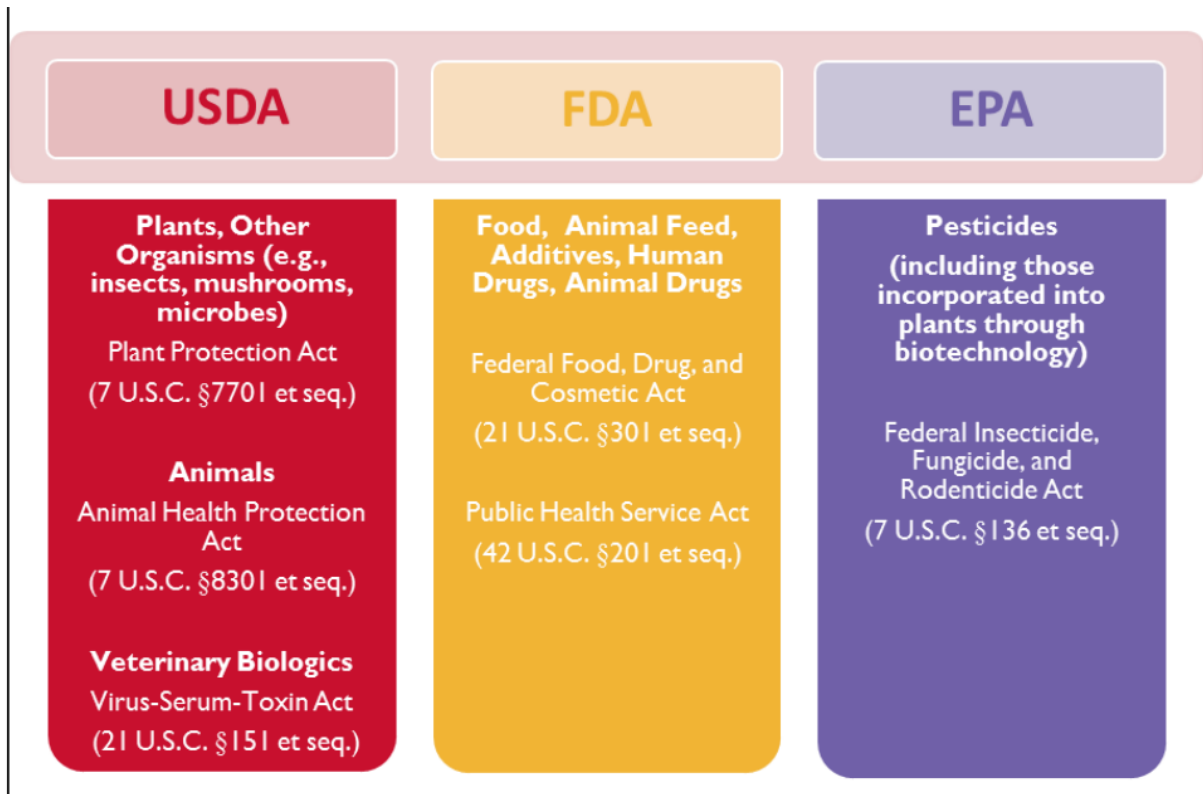 USDA
FDA
EPA
Plants, Other
Organisms (e.g.,
insects, mushrooms,
microbes)
Plant Protection Act
(7 U.S.C. §7701 et seq.)
Animals
Animal Health Protection
Act
(7 U.S.C. §8301 et seq.)
Veterinary Biologics
Virus-Serum-Toxin Act
(21 U.S.C. §151 et seq.)
Food, Animal Feed,
Additives, Human
Drugs, Animal Drugs
Federal Food, Drug, and
Cosmetic Act
(21 U.S.C. §301 et seq.)
Public Health Service Act
(42 U.S.C. §201 et seq.)
Pesticides
(including those
incorporated into
plants through
biotechnology)
Federal Insecticide,
Fungicide, and
Rodenticide Act
(7 U.S.C. §136 et seq.)